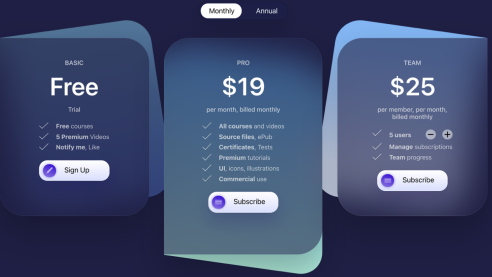 Monthly
Annual
BASIC
Free
Trial
Free courses
5 Premium Videos
Notify me, Like
Sign Up
PRO
$19
per month, billed monthly
All courses and videos
Source files, ePub
Certificates, Tests
Premium tutorials
UI, icons, illustrations
Commercial use
Subscribe
TEAM
$25
per member, per month,
billed monthly
5 users
Manage subscriptions
Team progress
Subscribe